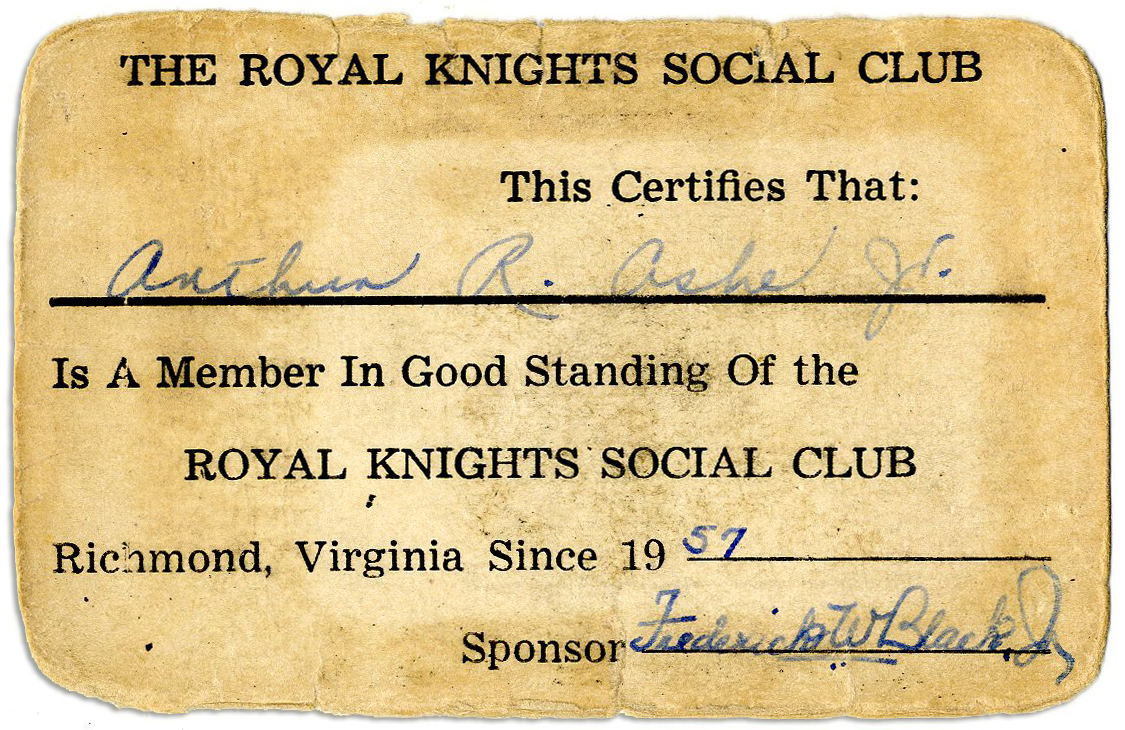 THE ROYAL KNIGHTS SOCIAL CLUB
This Certifies That:
Arthur R. Ashe Jr.
Is A Member In Good Standing Of the
ROYAL KNIGHTS SOCIAL CLUB
Richmond, Virginia Since 19 57
Sponsor Frederick W Black, Jr